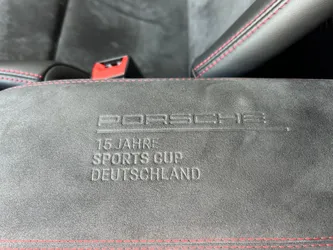 PORSCHE
15 JAHRE
SPORTS CUP
DEUTSCHLAND